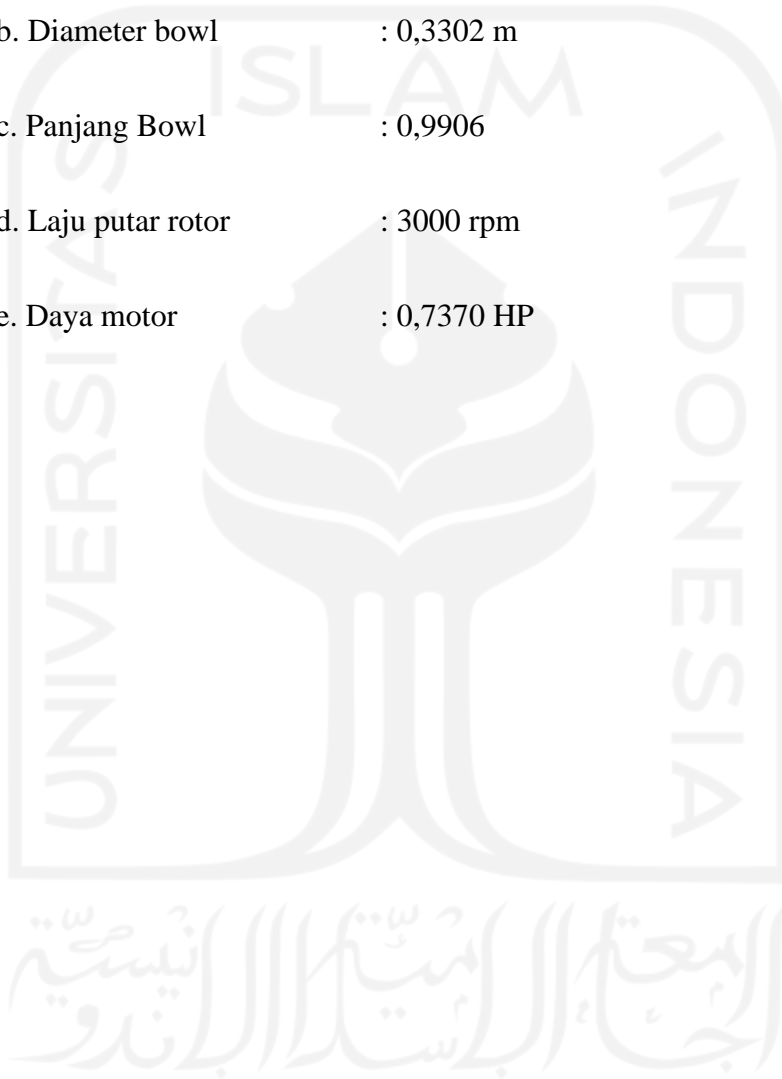 b. Diameter bowl : 0,3302 m
ISLAM
c. Panjang Bowl : 0,9906
d. Laju putar rotor : 3000 rpm
e. Daya motor : 0,7370 HP
UNIVERSITAS
INDONESIA